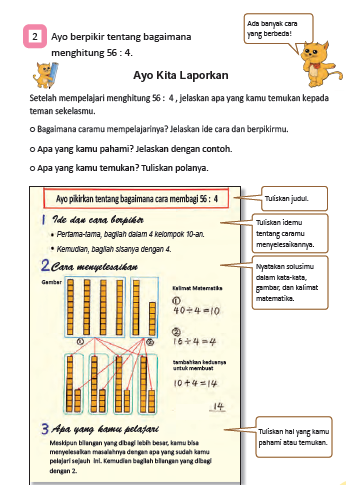 Ada banyak cara
yang berbeda!
2 Ayo berpikir tentang bagaimana
menghitung 56 : 4.
Ayo Kita Laporkan
Setelah mempelajari menghitung 56 : 4 , jelaskan apa yang kamu temukan kepada
teman sekelasmu.
o Bagaimana caramu mempelajarinya? Jelaskan ide cara dan berpikirmu.
o Apa yang kamu pahami? Jelaskan dengan contoh.
o Apa yang kamu temukan? Tuliskan polanya.
Ayo pikirkan tentang bagaimana cara membagi 56 : 4
Tuliskan judul.
1 Ide dan cara berpikir
• Pertama-tama, bagilah dalam 4 kelompok 10-an.
• Kemudian, bagilah sisanya dengan 4.
Tuliskan idemu
tentang caramu
menyelesaikannya.
2 Cara menyelesaikan
Nyatakan solusimu
dalam kata-kata,
gambar, dan kalimat
matematika.
Gambar
Kalimat Matematika
①
40÷4=10
②
16÷4=4
① ②
tambahkan keduanya
untuk membuat
10+4=14
14
3 Apa yang kamu pelajari
Meskipun bilangan yang dibagi lebih besar, kamu bisa
menyelesaikan masalahnya dengan apa yang sudah kamu
pelajari sejauh ini. Kemudian bagilah bilangan yang dibagi
dengan 2.
Tuliskan hal yang kamu
pahami atau temukan.